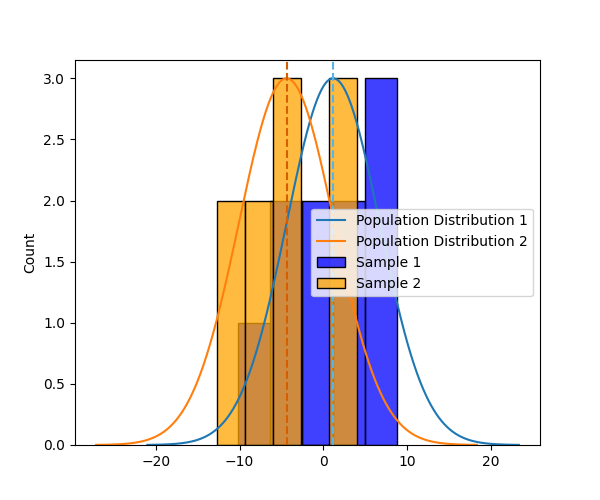 3.0
2.5
2.0
1.5
1.0
0.5
0.0
Count
Population Distribution 1
Population Distribution 2
Sample 1
Sample 2
−20
−10
0
10
20